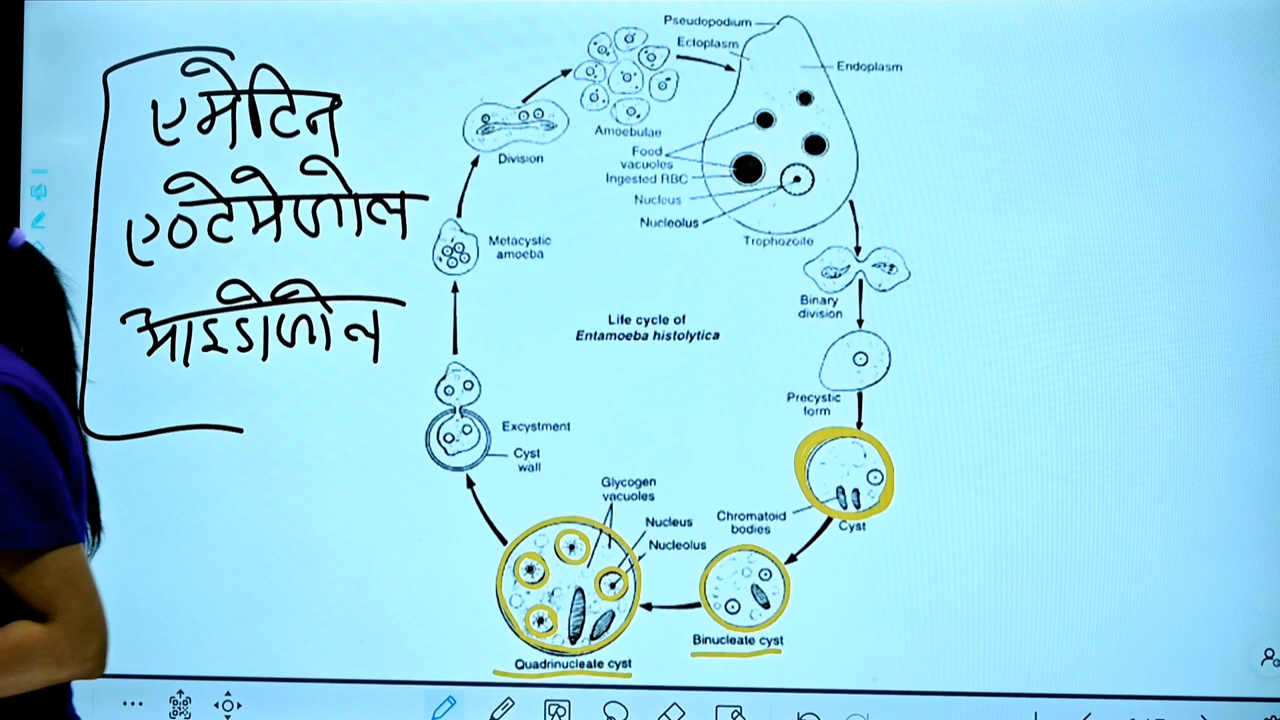 एमेटिन
एण्टेमेजोल
आइडोजोल
Pseudopodium
Ectoplasm
Endoplasm
Amoebulae
Division
Food
vacuoles
Ingested RBC
Nucleus
Nucleolus
Trophozoite
Metacystic
amoeba
Binary
division
Life cycle of
Entamoeba histolytica
Precystic
form
Excystment
Cyst
wall
Glycogen
vacuoles
Nucleus
Nucleolus
Chromatoid
bodies
Cyst
Binucleate cyst
Quadrinucleate cyst